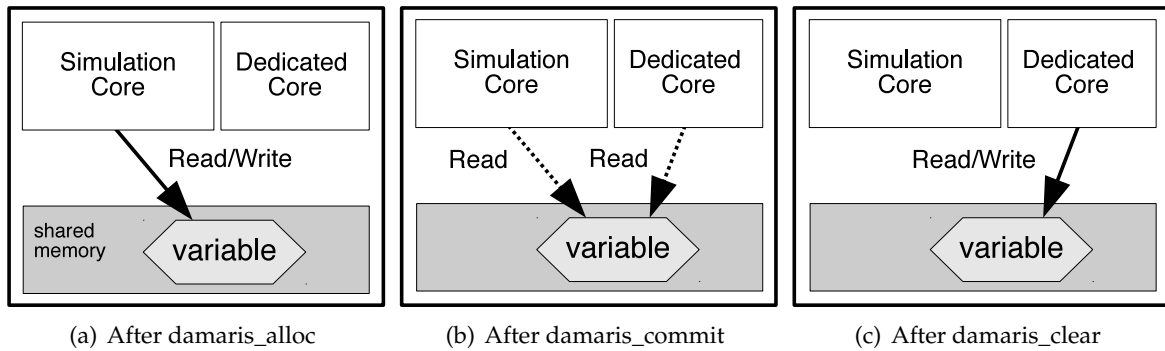 Simulation
Core
Dedicated
Core
Read/Write
shared
memory
variable
(a) After damaris_alloc
Simulation
Core
Dedicated
Core
Read
Read
variable
(b) After damaris_commit
Simulation
Core
Dedicated
Core
Read/Write
variable
(c) After damaris_clear